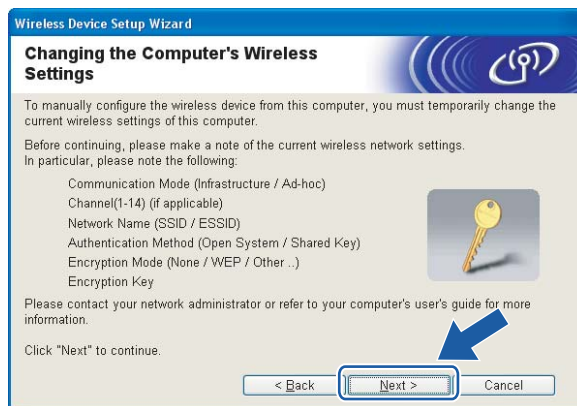 Wireless Device Setup Wizard
Changing the Computer's Wireless
Settings
To manually configure the wireless device from this computer, you must temporarily change the
current wireless settings of this computer.
Before continuing, please make a note of the current wireless network settings.
In particular, please note the following:
Communication Mode (Infrastructure / Ad-hoc)
Channel(1-14) (if applicable)
Network Name (SSID / ESSID)
Authentication Method (Open System / Shared Key)
Encryption Mode (None / WEP / Other ..)
Encryption Key
Please contact your network administrator or refer to your computer's user's guide for more
information.
Click "Next" to continue.
< Back Next > Cancel